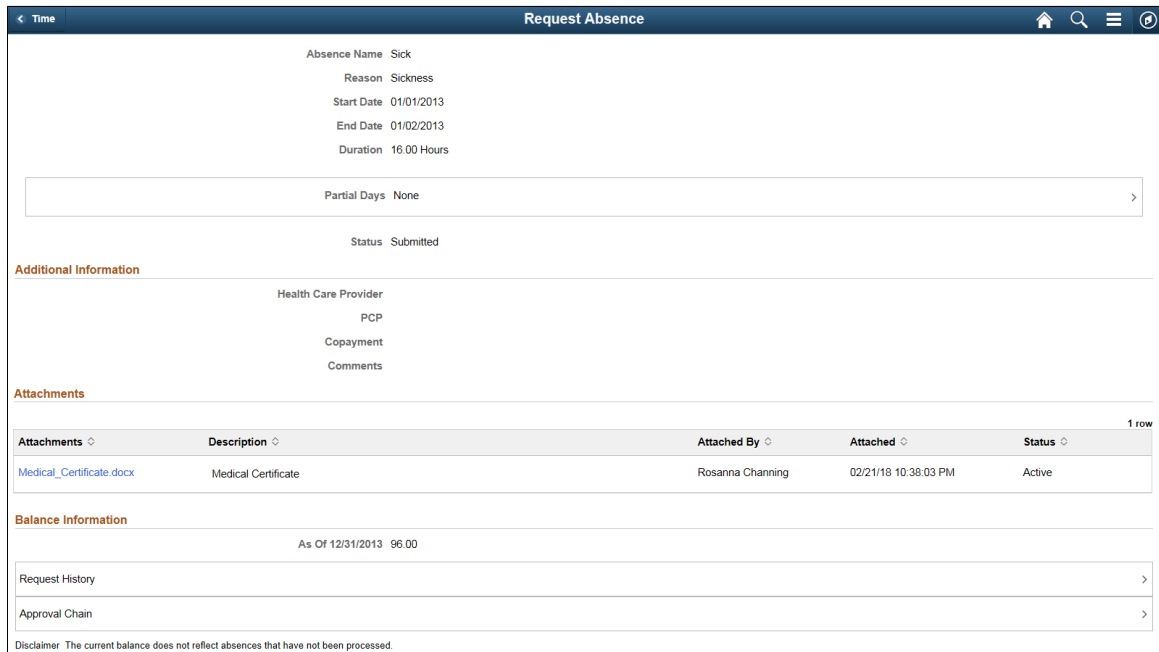 Time Request Absence
Absence Name Sick
Reason Sickness
Start Date 01/01/2013
End Date 01/02/2013
Duration 16.00 Hours
Partial Days None
Status Submitted
Additional Information
Health Care Provider
PCP
Copayment
Comments
Attachments
1 row
Attachments Description Attached By Attached Status
Medical_Certificate.docx Medical Certificate Rosanna Channing 02/21/18 10:38:03 PM Active
Balance Information
As Of 12/31/2013 96.00
Request History
Approval Chain
Disclaimer The current balance does not reflect absences that have not been processed.